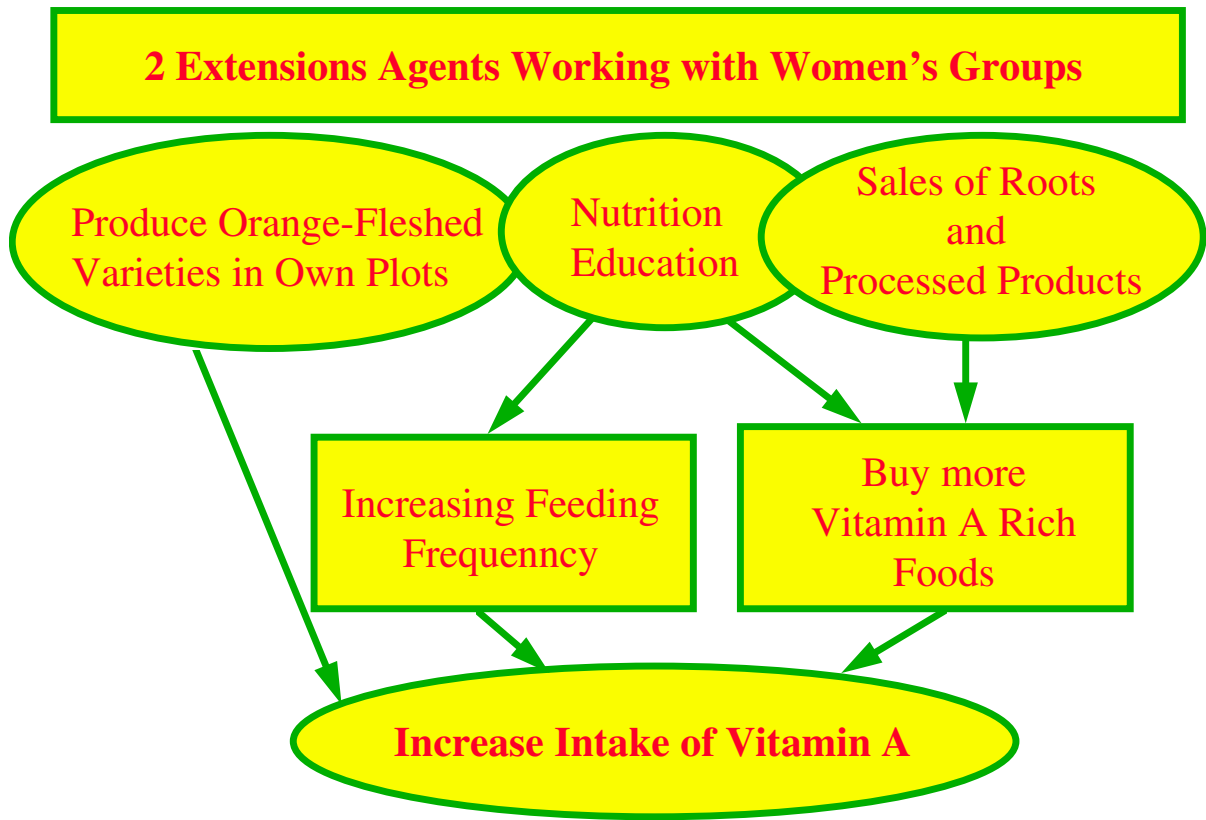 2 Extensions Agents Working with Women's Groups
Produce Orange-Fleshed
Varieties in Own Plots
Nutrition
Education
Sales of Roots
and
Processed Products
Increasing Feeding
Frequenncy
Buy more
Vitamin A Rich
Foods
Increase Intake of Vitamin A